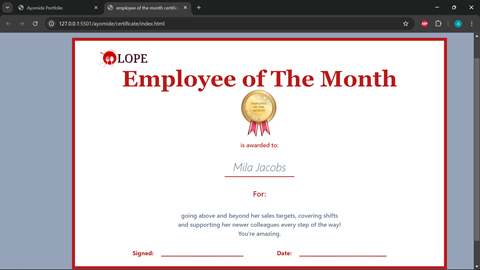 Ayomide Portfolio
employee of the month certific
127.0.0.1:5501/ayomide/certificate/index.html
LOPE
Employee of The Month
EMPLOYEE
OF THE
MONTH
is awarded to:
Mila Jacobs
For:
going above and beyond her sales targets, covering shifts
and supporting her newer colleagues every step of the way!
You're amazing.
Signed:
Date: